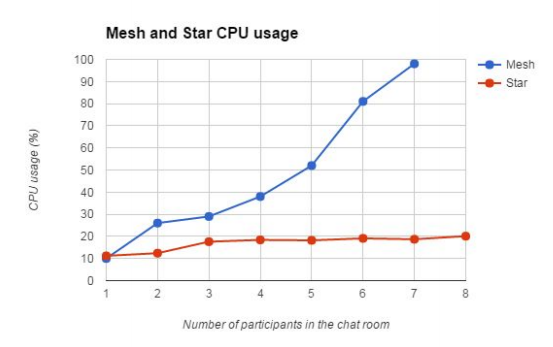 Mesh and Star CPU usage
100
90
80
70
60
50
40
30
20
10
0
CPU usage (%)
1 2 3 4 5 6 7 8
Number of participants in the chat room
Mesh
Star